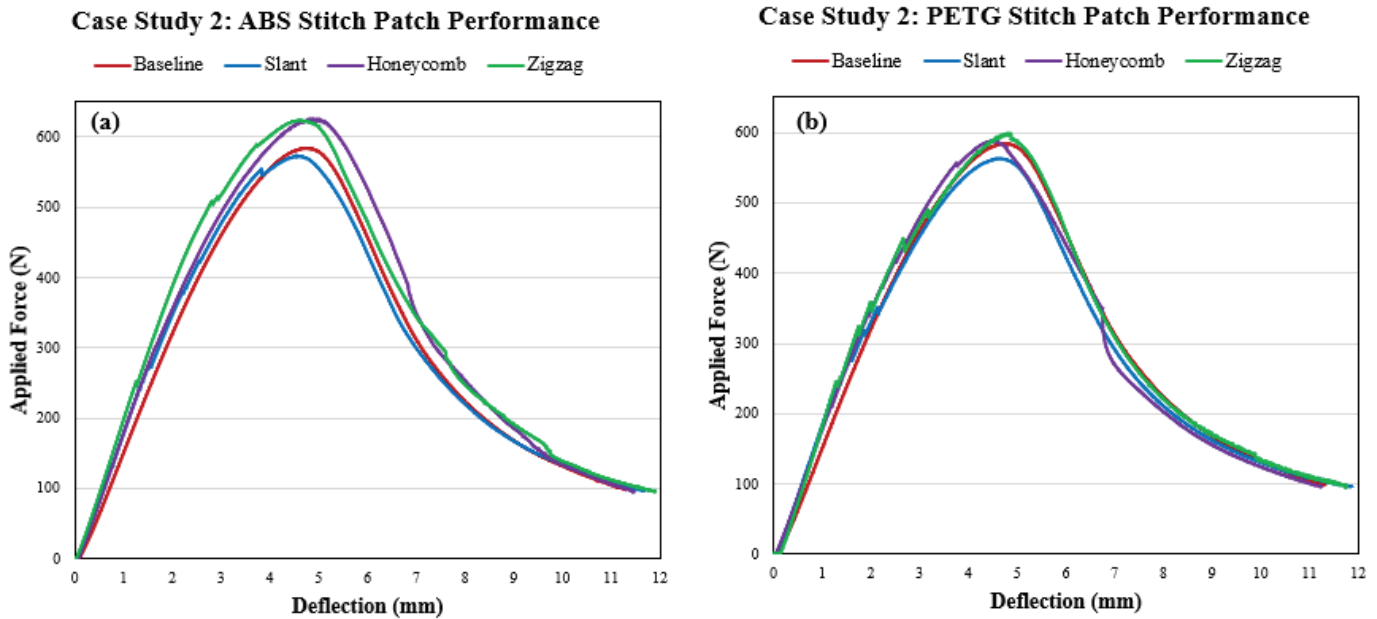 Case Study 2: ABS Stitch Patch Performance
Baseline Slant Honeycomb Zigzag
(a)
Applied Force (N)
600
500
400
300
200
100
0
0 1 2 3 4 5 6 7 8 9 10 11 12
Deflection (mm)
Case Study 2: PETG Stitch Patch Performance
Baseline Slant Honeycomb Zigzag
(b)
Applied Force (N)
600
500
400
300
200
100
0
0 1 2 3 4 5 6 7 8 9 10 11 12
Deflection (mm)